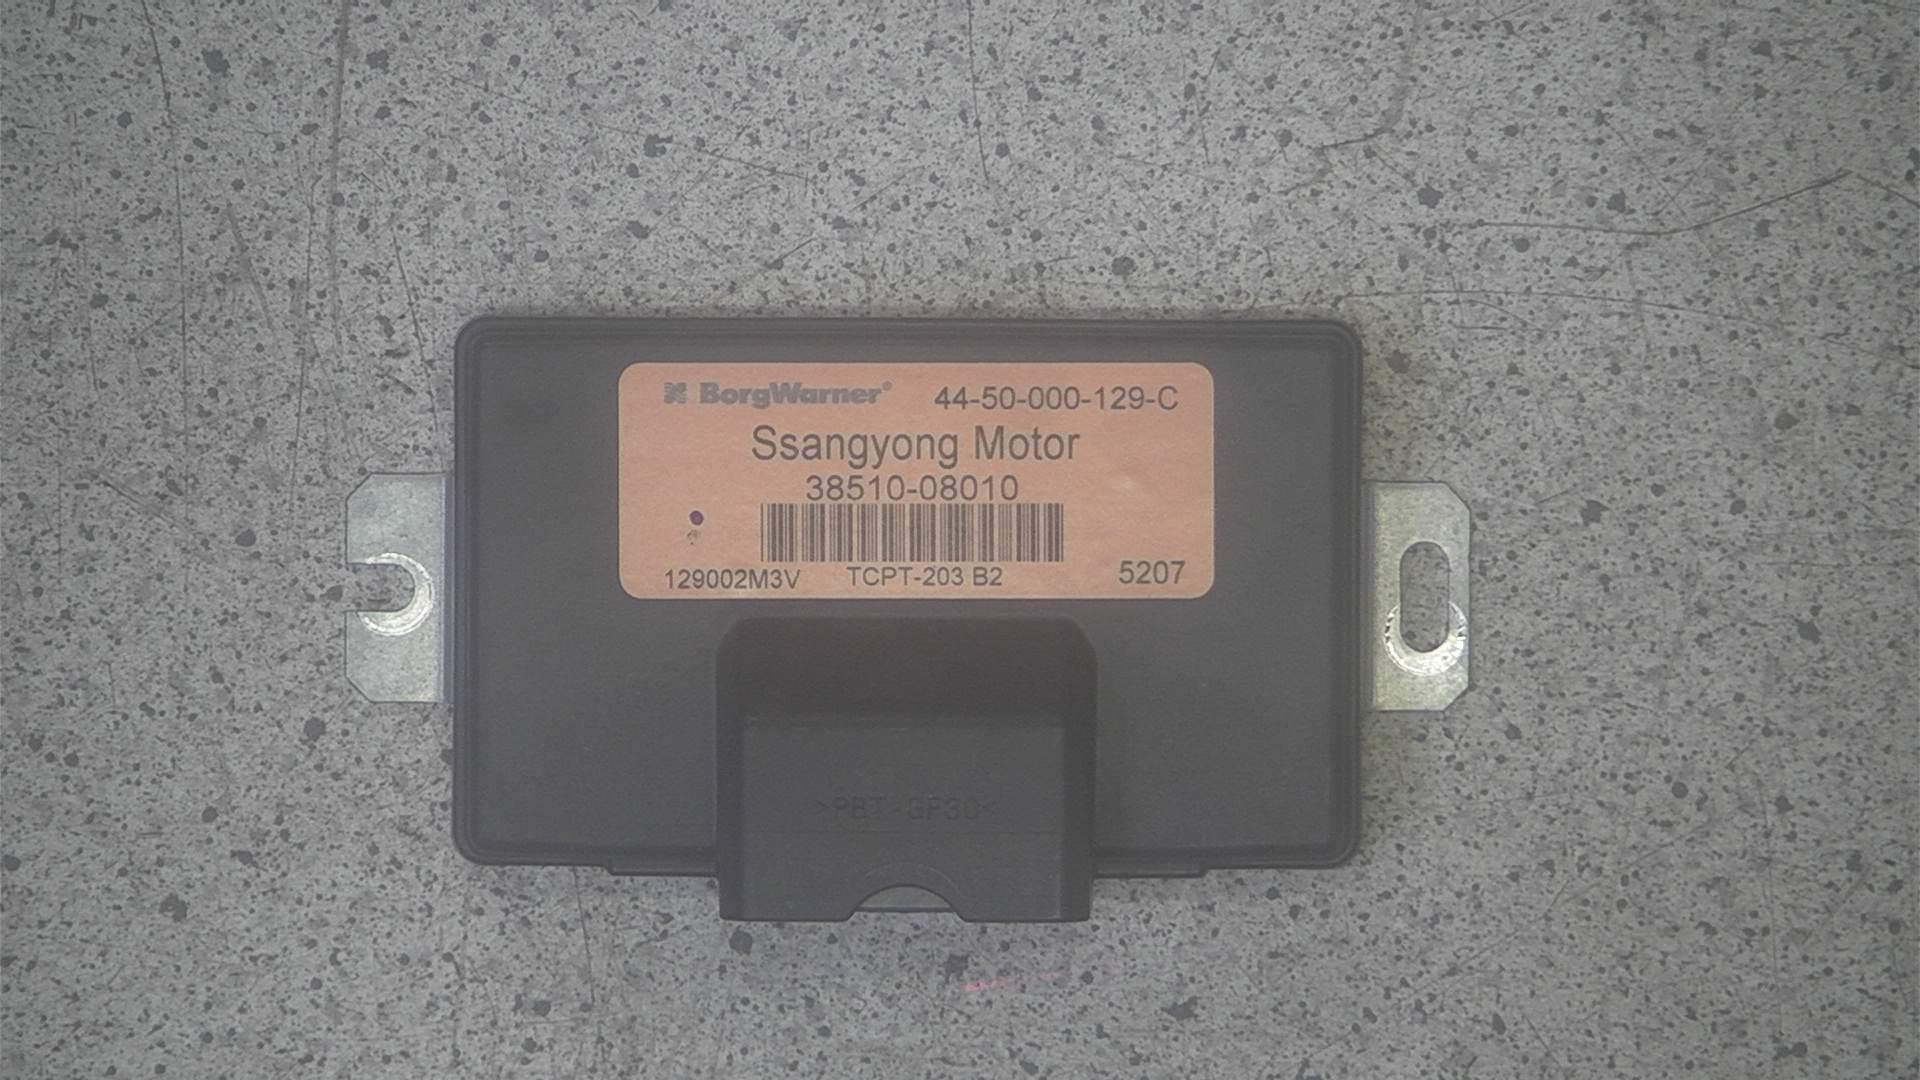 BorgWarner® 44-50-000-129-C
Ssangyong Motor
38510-08010
129002M3V TCPT-203 B2 5207
>PBT-GF30<